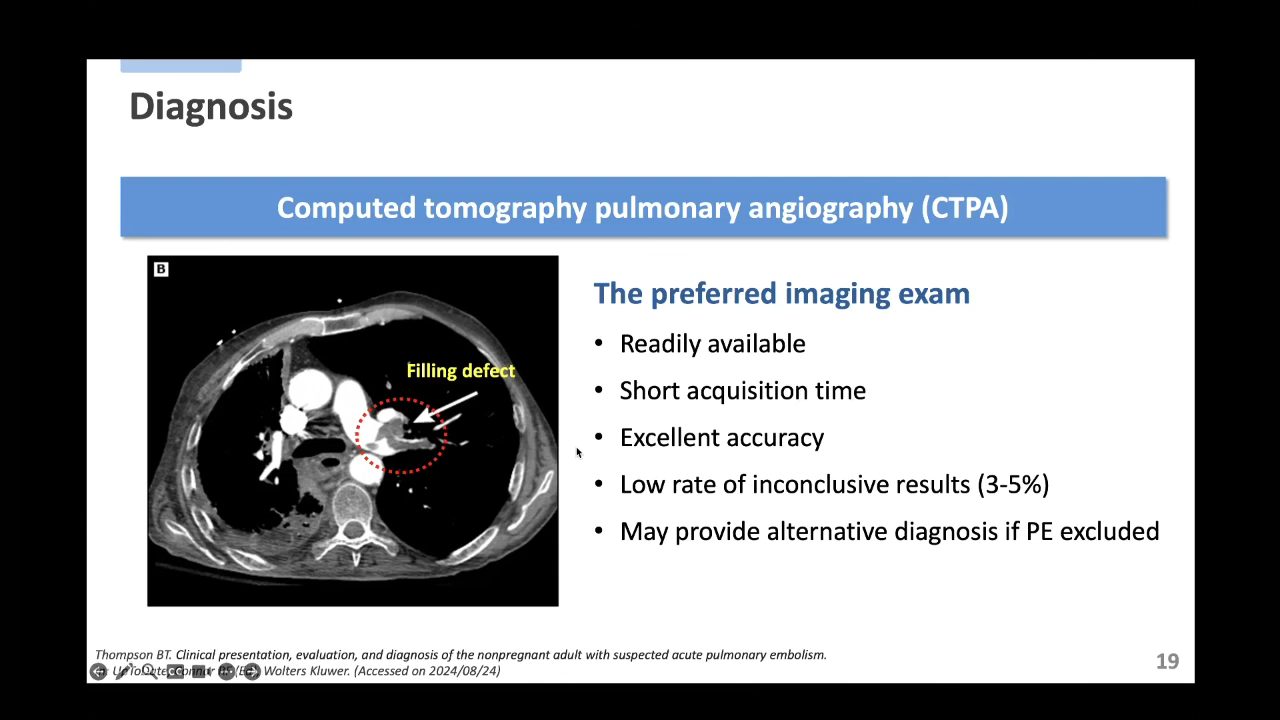 Diagnosis
Computed tomography pulmonary angiography (CTPA)
B
Filling defect
The preferred imaging exam
• Readily available
• Short acquisition time
• Excellent accuracy
• Low rate of inconclusive results (3-5%)
• May provide alternative diagnosis if PE excluded
Thompson BT. Clinical presentation, evaluation, and diagnosis of the nonpregnant adult with suspected acute pulmonary embolism.
Wolters Kluwer. (Accessed on 2024/08/24)
19